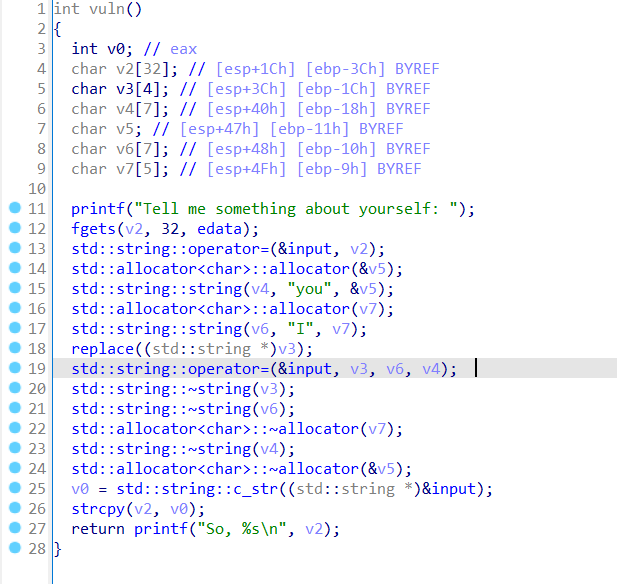 1 int vuln()
2 {
3 int v0; // eax
4 char v2[32]; // [esp+1Ch] [ebp-3Ch] BYREF
5 char v3[4]; // [esp+3Ch] [ebp-1Ch] BYREF
6 char v4[7]; // [esp+40h] [ebp-18h] BYREF
7 char v5; // [esp+47h] [ebp-11h] BYREF
8 char v6[7]; // [esp+48h] [ebp-10h] BYREF
9 char v7[5]; // [esp+4Fh] [ebp-9h] BYREF
10
11 printf("Tell me something about yourself: ");
12 fgets(v2, 32, edata);
13 std::string::operator=(&input, v2);
14 std::allocator<char>::allocator(&v5);
15 std::string::string(v4, "you", &v5);
16 std::allocator<char>::allocator(v7);
17 std::string::string(v6, "I", v7);
18 replace((std::string *)v3);
19 std::string::operator=(&input, v3, v6, v4);
20 std::string::~string(v3);
21 std::string::~string(v6);
22 std::allocator<char>::~allocator(v7);
23 std::string::~string(v4);
24 std::allocator<char>::~allocator(&v5);
25 v0 = std::string::c_str((std::string *)&input);
26 strcpy(v2, v0);
27 return printf("So, %s\n", v2);
28 }